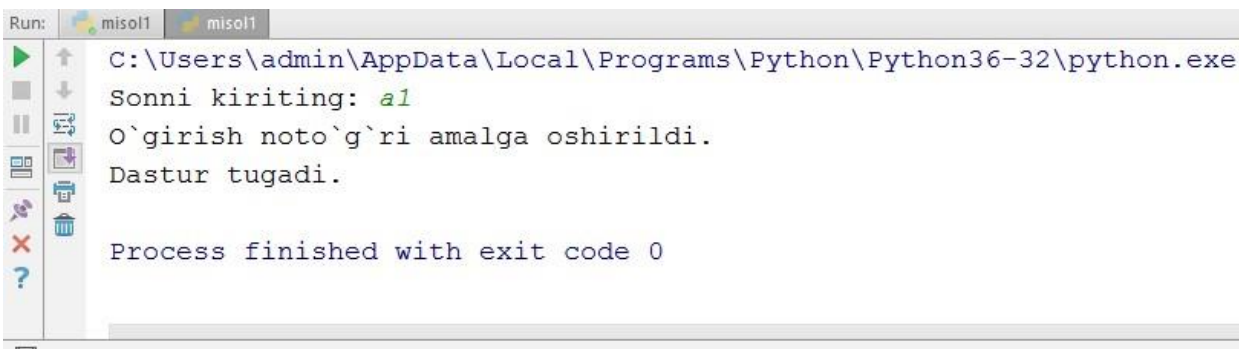 Run: misol1 misol1
C:\Users\admin\AppData\Local\Programs\Python\Python36-32\python.exe
Sonni kiriting: a1
O`girish noto`g`ri amalga oshirildi.
Dastur tugadi.
Process finished with exit code 0